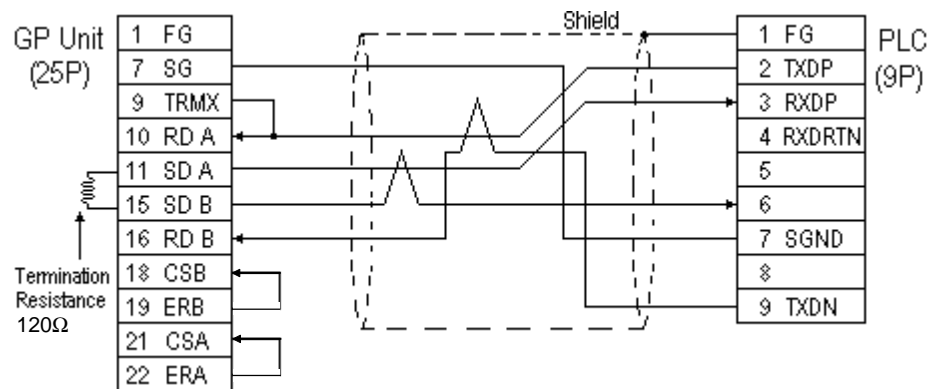 Shield
GP Unit
(25P)
1 FG
7 SG
9 TRMX
10 RD A
11 SD A
15 SD B
16 RD B
18 CSB
19 ERB
21 CSA
22 ERA
Termination
Resistance
120Ω
PLC
(9P)
1 FG
2 TXDP
3 RXDP
4 RXDRTN
5
6
7 SGND
8
9 TXDN